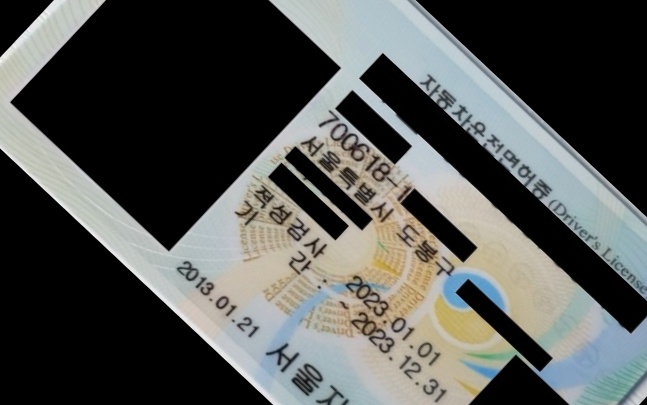 자동차운전면허증 (Driver's License
700618-1
서울특별시 도봉구
적성검사 2023.01.01
기 간 : ~ 2023.12.31
2013.01.21
서울지